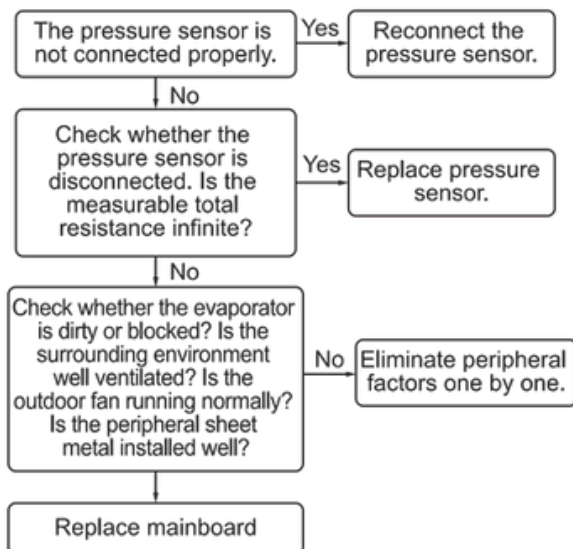 The pressure sensor is
not connected properly.
Yes
Reconnect the
pressure sensor.
No
Check whether the
pressure sensor is
disconnected. Is the
measurable total
resistance infinite?
Yes
Replace pressure
sensor.
No
Check whether the evaporator
is dirty or blocked? Is the
surrounding environment
well ventilated? Is the
outdoor fan running normally?
Is the peripheral sheet
metal installed well?
No
Eliminate peripheral
factors one by one.
Replace mainboard